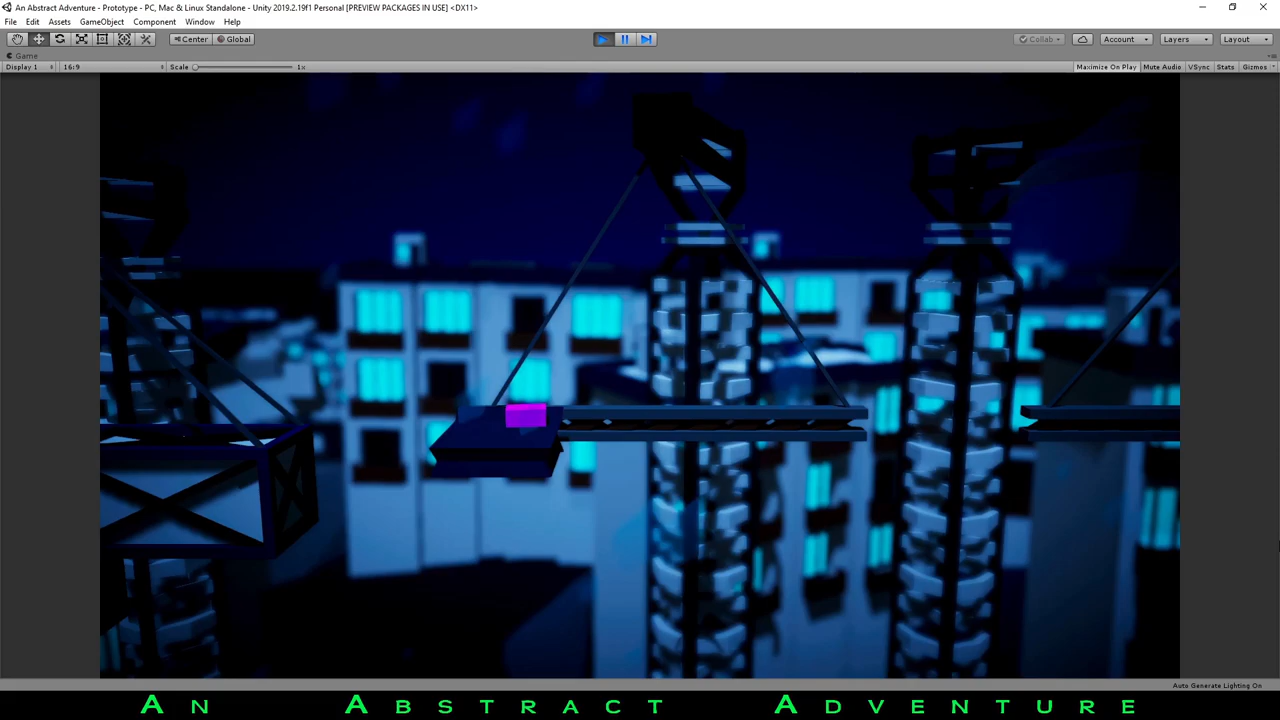 An Abstract Adventure - Prototype - PC, Mac & Linux Standalone - Unity 2019.2.19f1 Personal [PREVIEW PACKAGES IN USE] <DX11>
File Edit Assets GameObject Component Window Help
Center Global Collab Account Layers Layout
Game
Display 1 16:9 Scale 1x Maximize On Play Mute Audio VSync Stats Gizmos
Auto Generate Lighting On
An Abstract Adventure